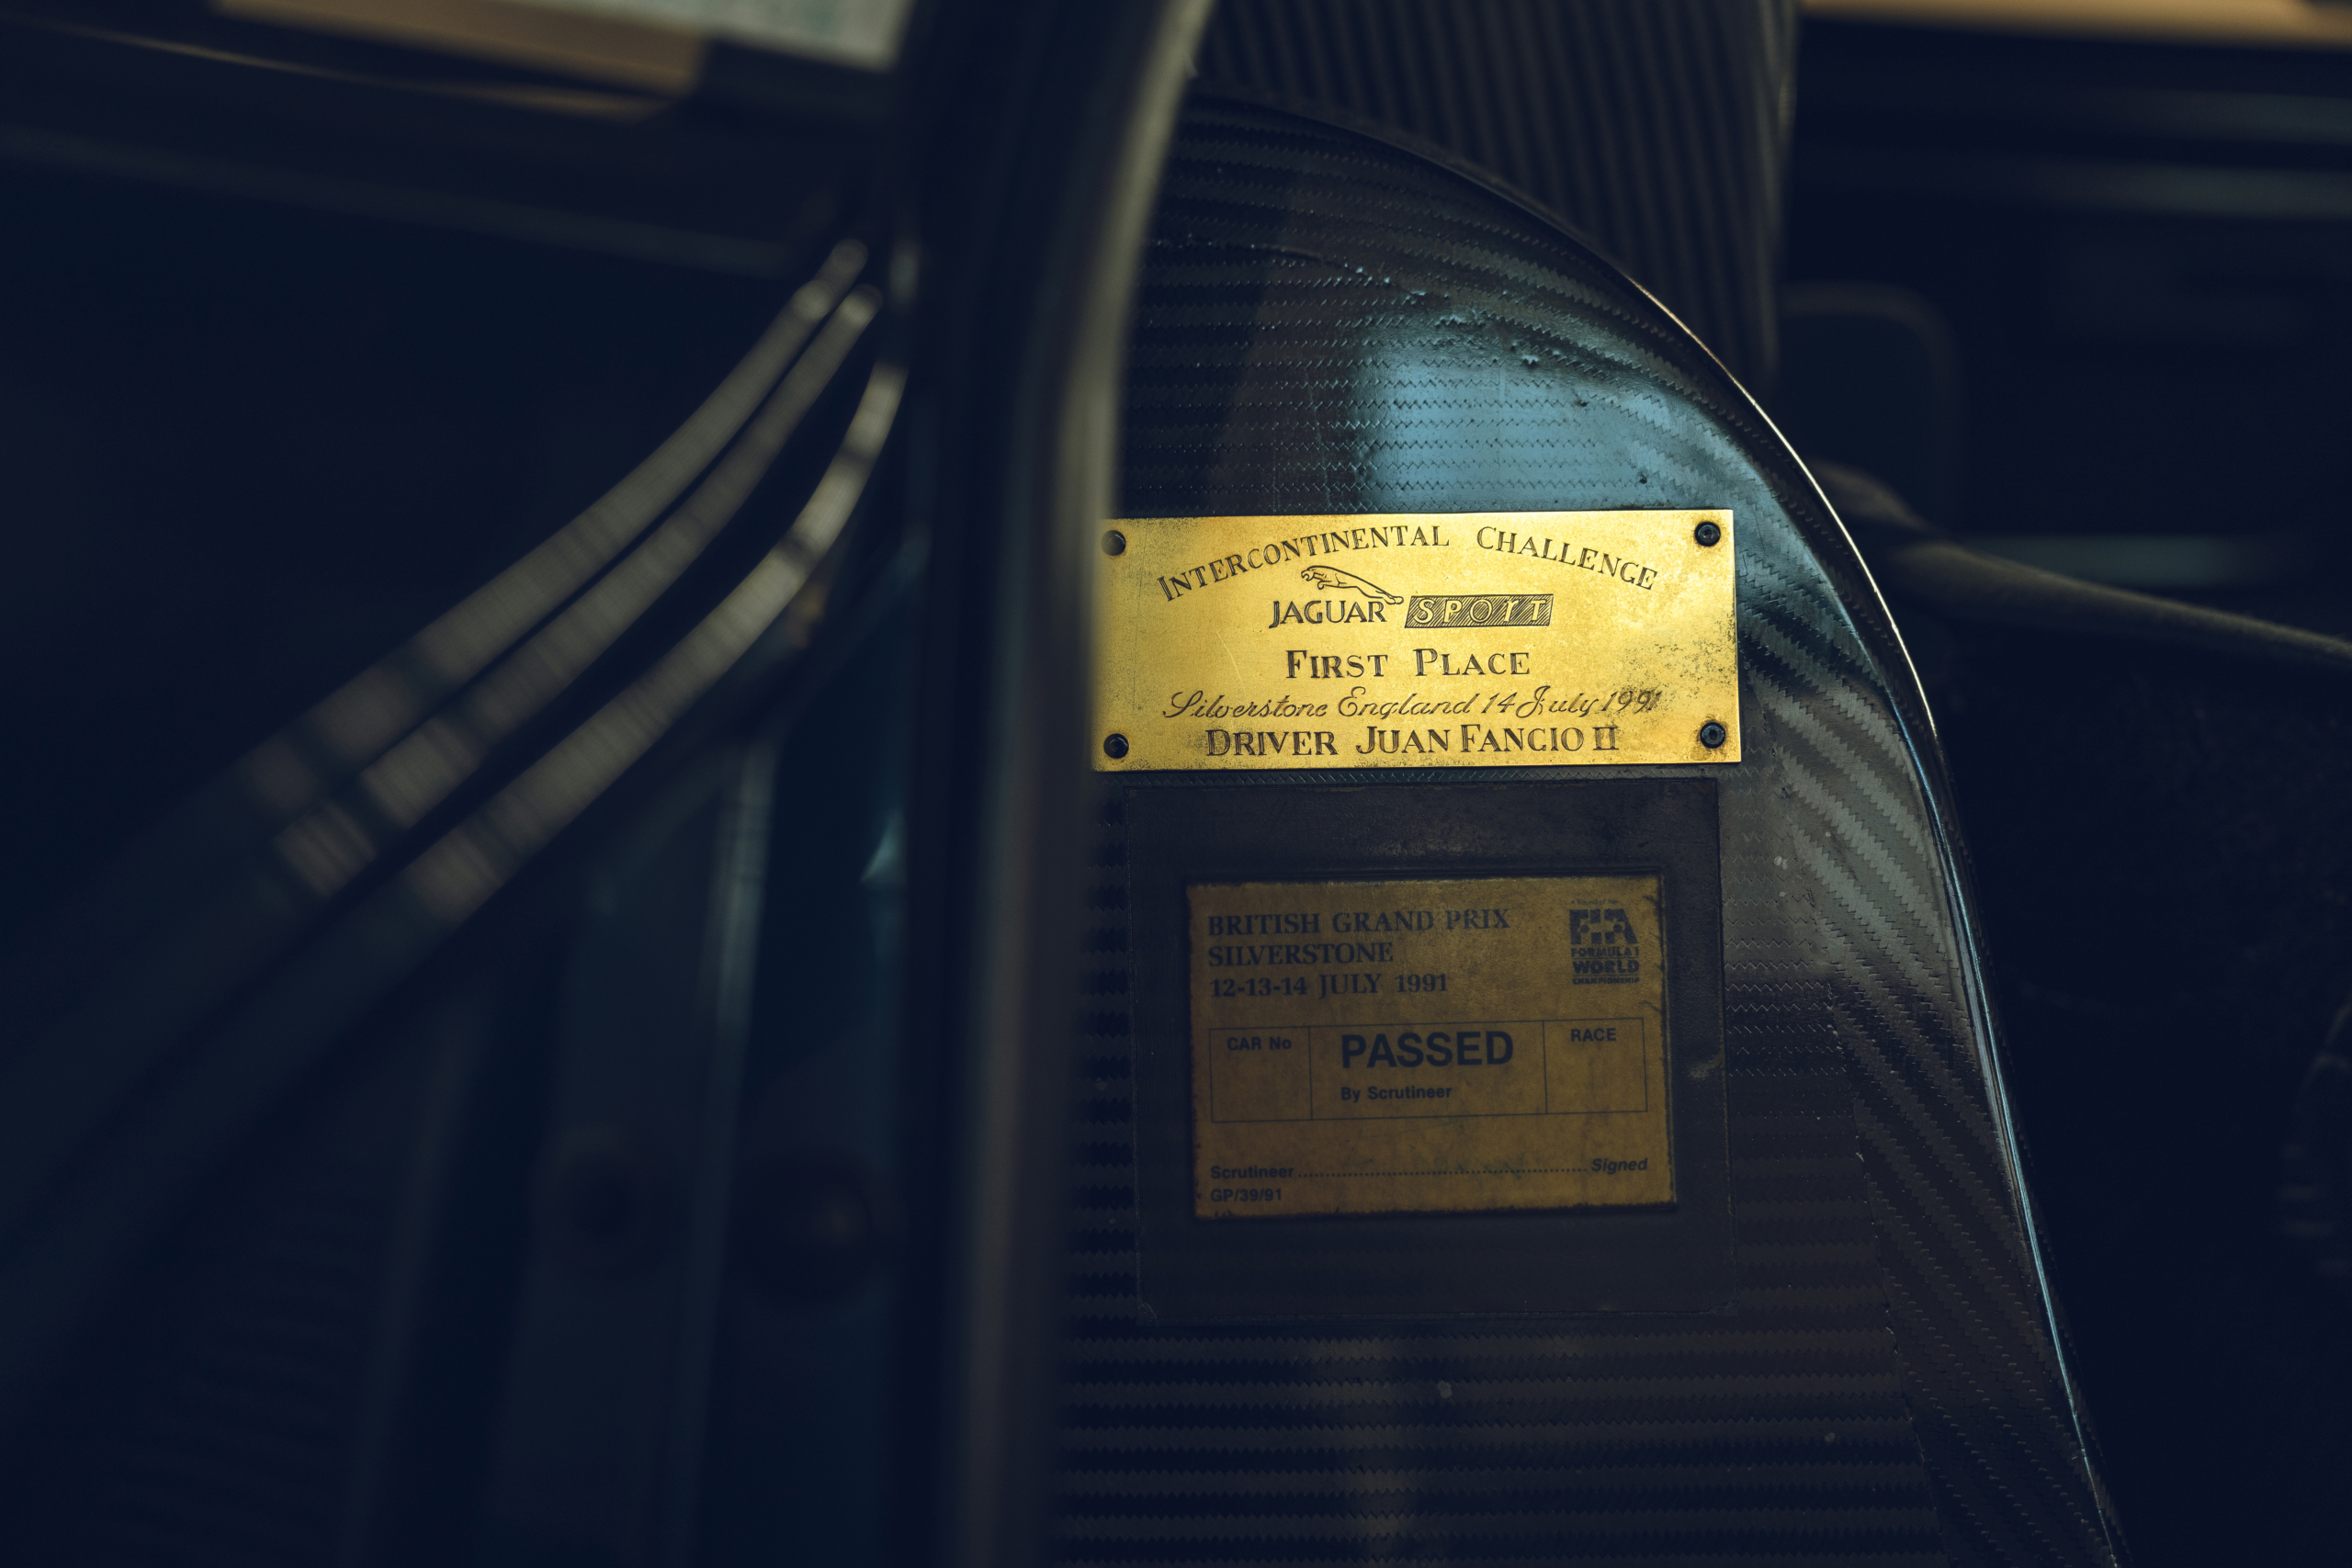 INTERCONTINENTAL CHALLENGE
JAGUAR SPORT
FIRST PLACE
Silverstone England 14 July 1991
DRIVER JUAN FANCIO II
BRITISH GRAND PRIX
SILVERSTONE
12-13-14 JULY 1991
FIA
FORMULA 1
WORLD
CHAMPIONSHIP
CAR No
PASSED
By Scrutineer
RACE
Scrutineer.......................................................Signed
GP/39/91